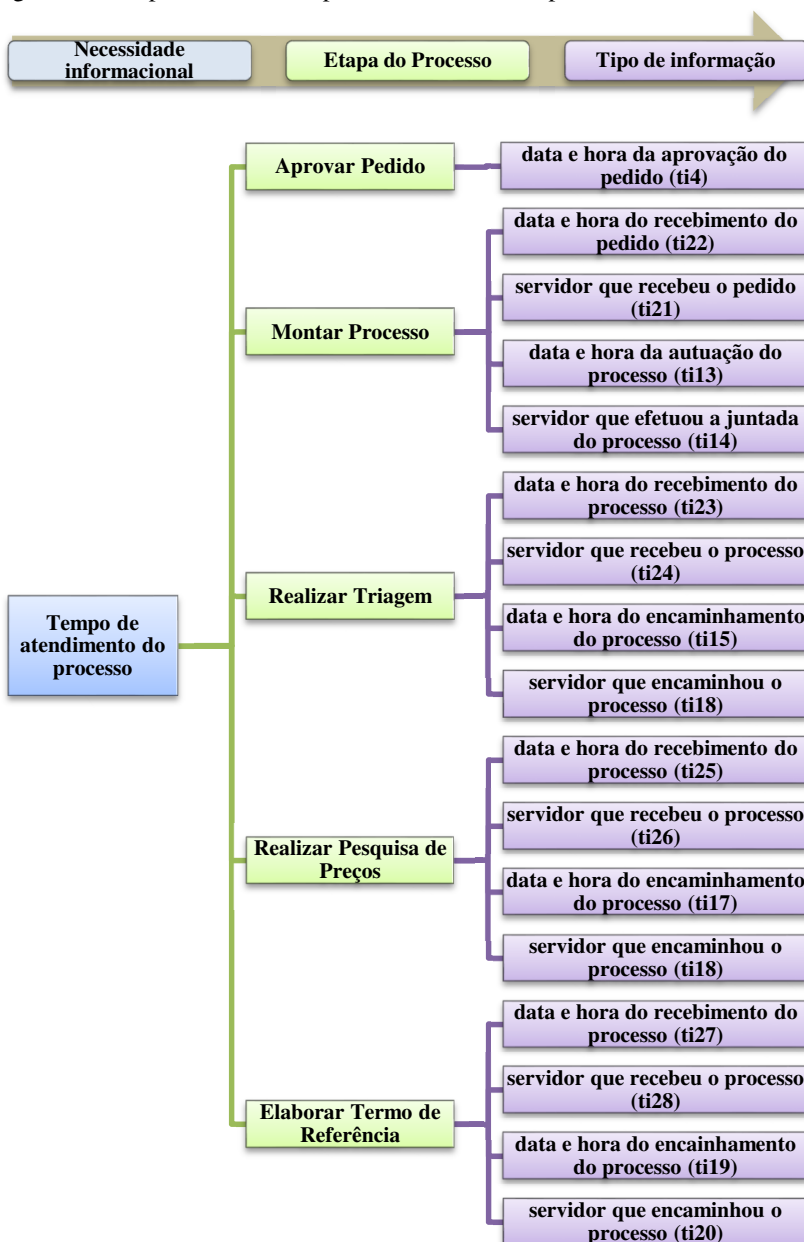 Necessidade
informacional
Etapa do Processo
Tipo de informação
Aprovar Pedido
data e hora da aprovação do
pedido (ti4)
Montar Processo
data e hora do recebimento do
pedido (ti22)
servidor que recebeu o pedido
(ti21)
data e hora da autuação do
processo (ti13)
servidor que efetuou a juntada
do processo (ti14)
Tempo de
atendimento do
processo
Realizar Triagem
data e hora do recebimento do
processo (ti23)
servidor que recebeu o processo
(ti24)
data e hora do encaminhamento
do processo (ti15)
servidor que encaminhou o
processo (ti18)
Realizar Pesquisa de
Preços
data e hora do recebimento do
processo (ti25)
servidor que recebeu o processo
(ti26)
data e hora do encaminhamento
do processo (ti17)
servidor que encaminhou o
processo (ti18)
Elaborar Termo de
Referência
data e hora do recebimento do
processo (ti27)
servidor que recebeu o processo
(ti28)
data e hora do encainhamento
do processo (ti19)
servidor que encaminhou o
processo (ti20)